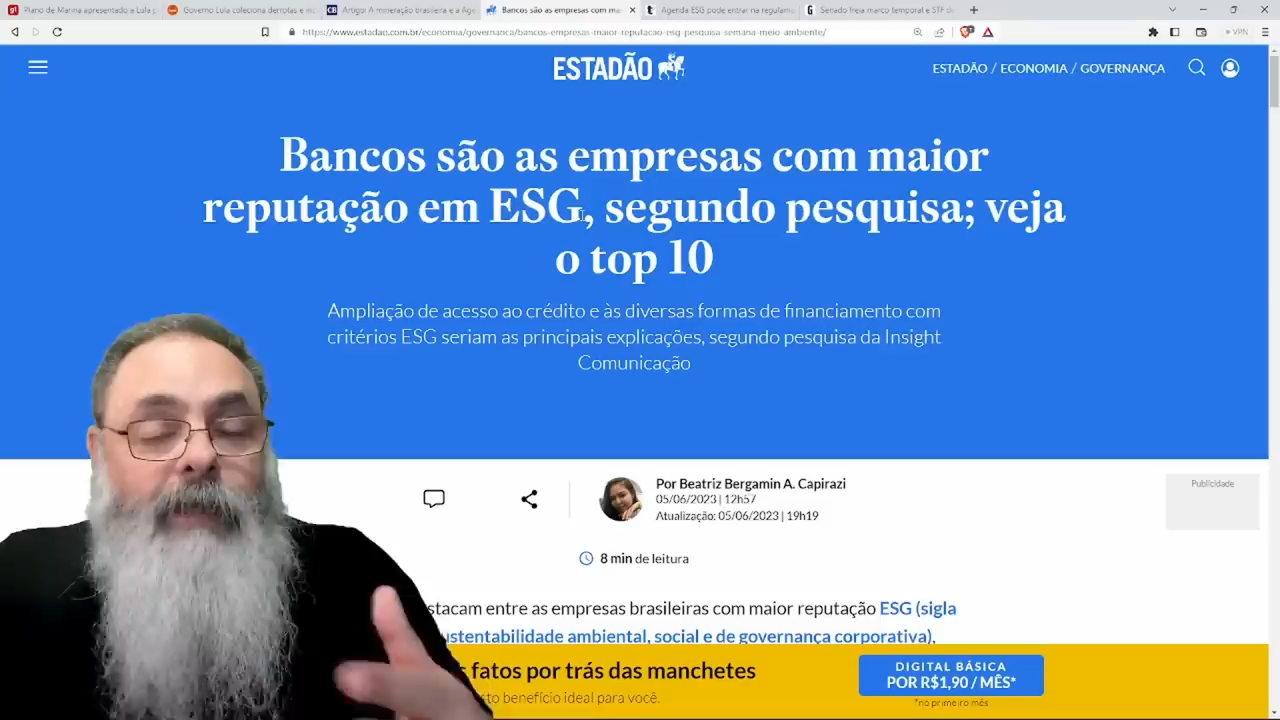 Plano de Marina apresentado a Lula p
Governo Lula coloca derrotas e
Artigo: A mineração brasileira e a Age
Bancos são as empresas com ma
Agenda ESG pode entrar na regulam
Senado freia marco temporal e STF d
https://www.estadao.com.br/economia/governanca/bancos-empresas-maior-reputacao-esg-pesquisa-semana-meio-ambiente/
VPN
ESTADÃO
ESTADÃO / ECONOMIA / GOVERNANÇA
Bancos são as empresas com maior
reputação em ESG, segundo pesquisa; veja
o top 10
Ampliação de acesso ao crédito e às diversas formas de financiamento com
critérios ESG seriam as principais explicações, segundo pesquisa da Insight
Comunicação
Por Beatriz Bergamin A. Capirazi
05/06/2023 | 12h57
Atualização: 05/06/2023 | 19h19
Publicidade
8 min de leitura
stacam entre as empresas brasileiras com maior reputação ESG (sigla
ustentabilidade ambiental, social e de governança corporativa),
fatos por trás das manchetes
sto benefício ideal para você.
DIGITAL BÁSICA
POR R$1,90 / MÊS*
*no primeiro mês